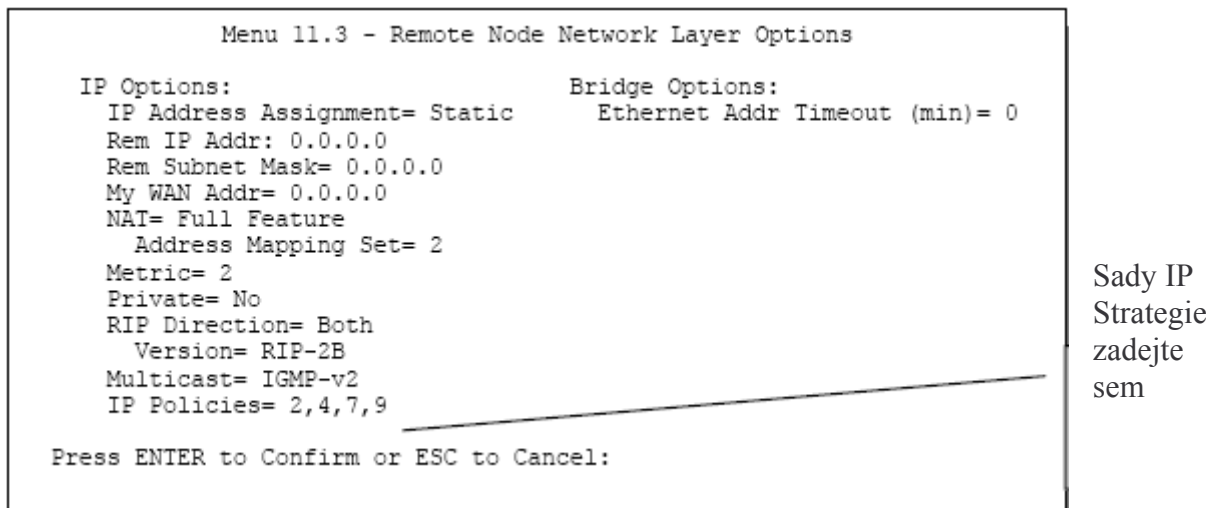 Menu 11.3 - Remote Node Network Layer Options
IP Options: Bridge Options:
IP Address Assignment= Static Ethernet Addr Timeout (min)= 0
Rem IP Addr: 0.0.0.0
Rem Subnet Mask= 0.0.0.0
My WAN Addr= 0.0.0.0
NAT= Full Feature
Address Mapping Set= 2
Metric= 2
Private= No
RIP Direction= Both
Version= RIP-2B
Multicast= IGMP-v2
IP Policies= 2,4,7,9
Press ENTER to Confirm or ESC to Cancel:
Sady IP
Strategie
zadejte
sem